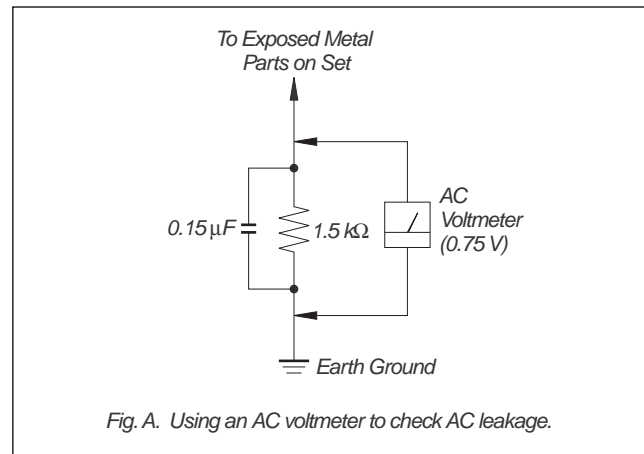 To Exposed Metal
Parts on Set
0.15 μF
1.5 kΩ
AC
Voltmeter
(0.75 V)
Earth Ground
Fig. A. Using an AC voltmeter to check AC leakage.